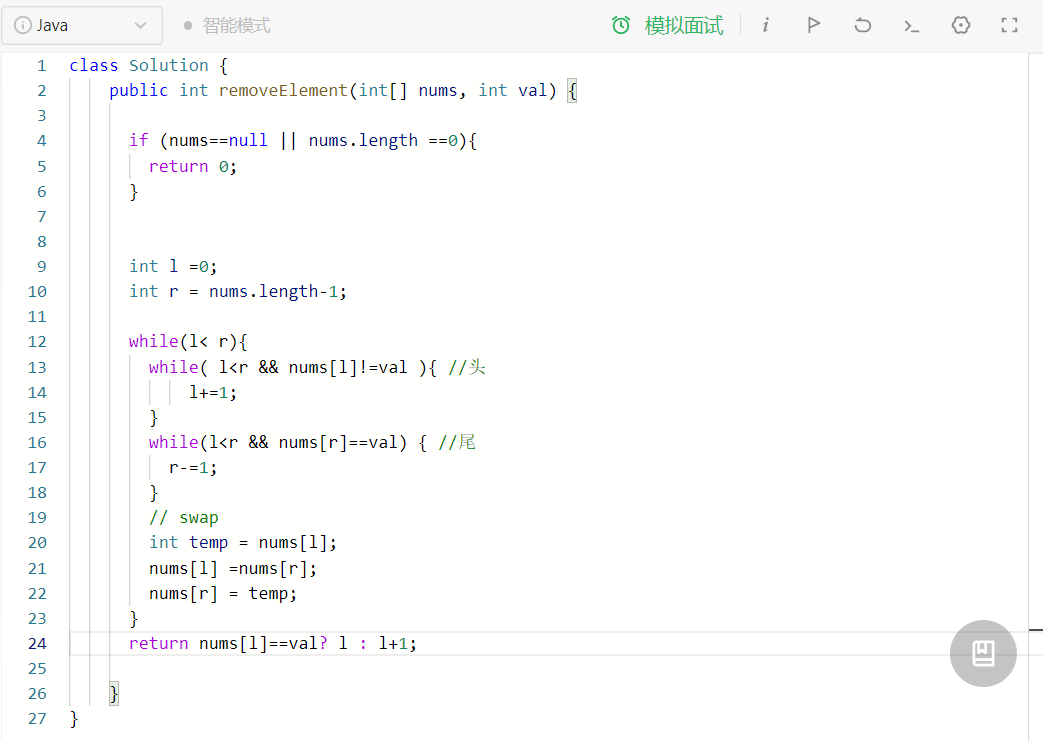 Java 智能模式 模拟面试
1 class Solution {
2 public int removeElement(int[] nums, int val) {
3
4 if (nums==null || nums.length ==0){
5 return 0;
6 }
7
8
9 int l =0;
10 int r = nums.length-1;
11
12 while(l< r){
13 while( l<r && nums[l]!=val ){ //头
14 l+=1;
15 }
16 while(l<r && nums[r]==val) { //尾
17 r-=1;
18 }
19 // swap
20 int temp = nums[l];
21 nums[l] =nums[r];
22 nums[r] = temp;
23 }
24 return nums[l]==val? l : l+1;
25
26 }
27 }